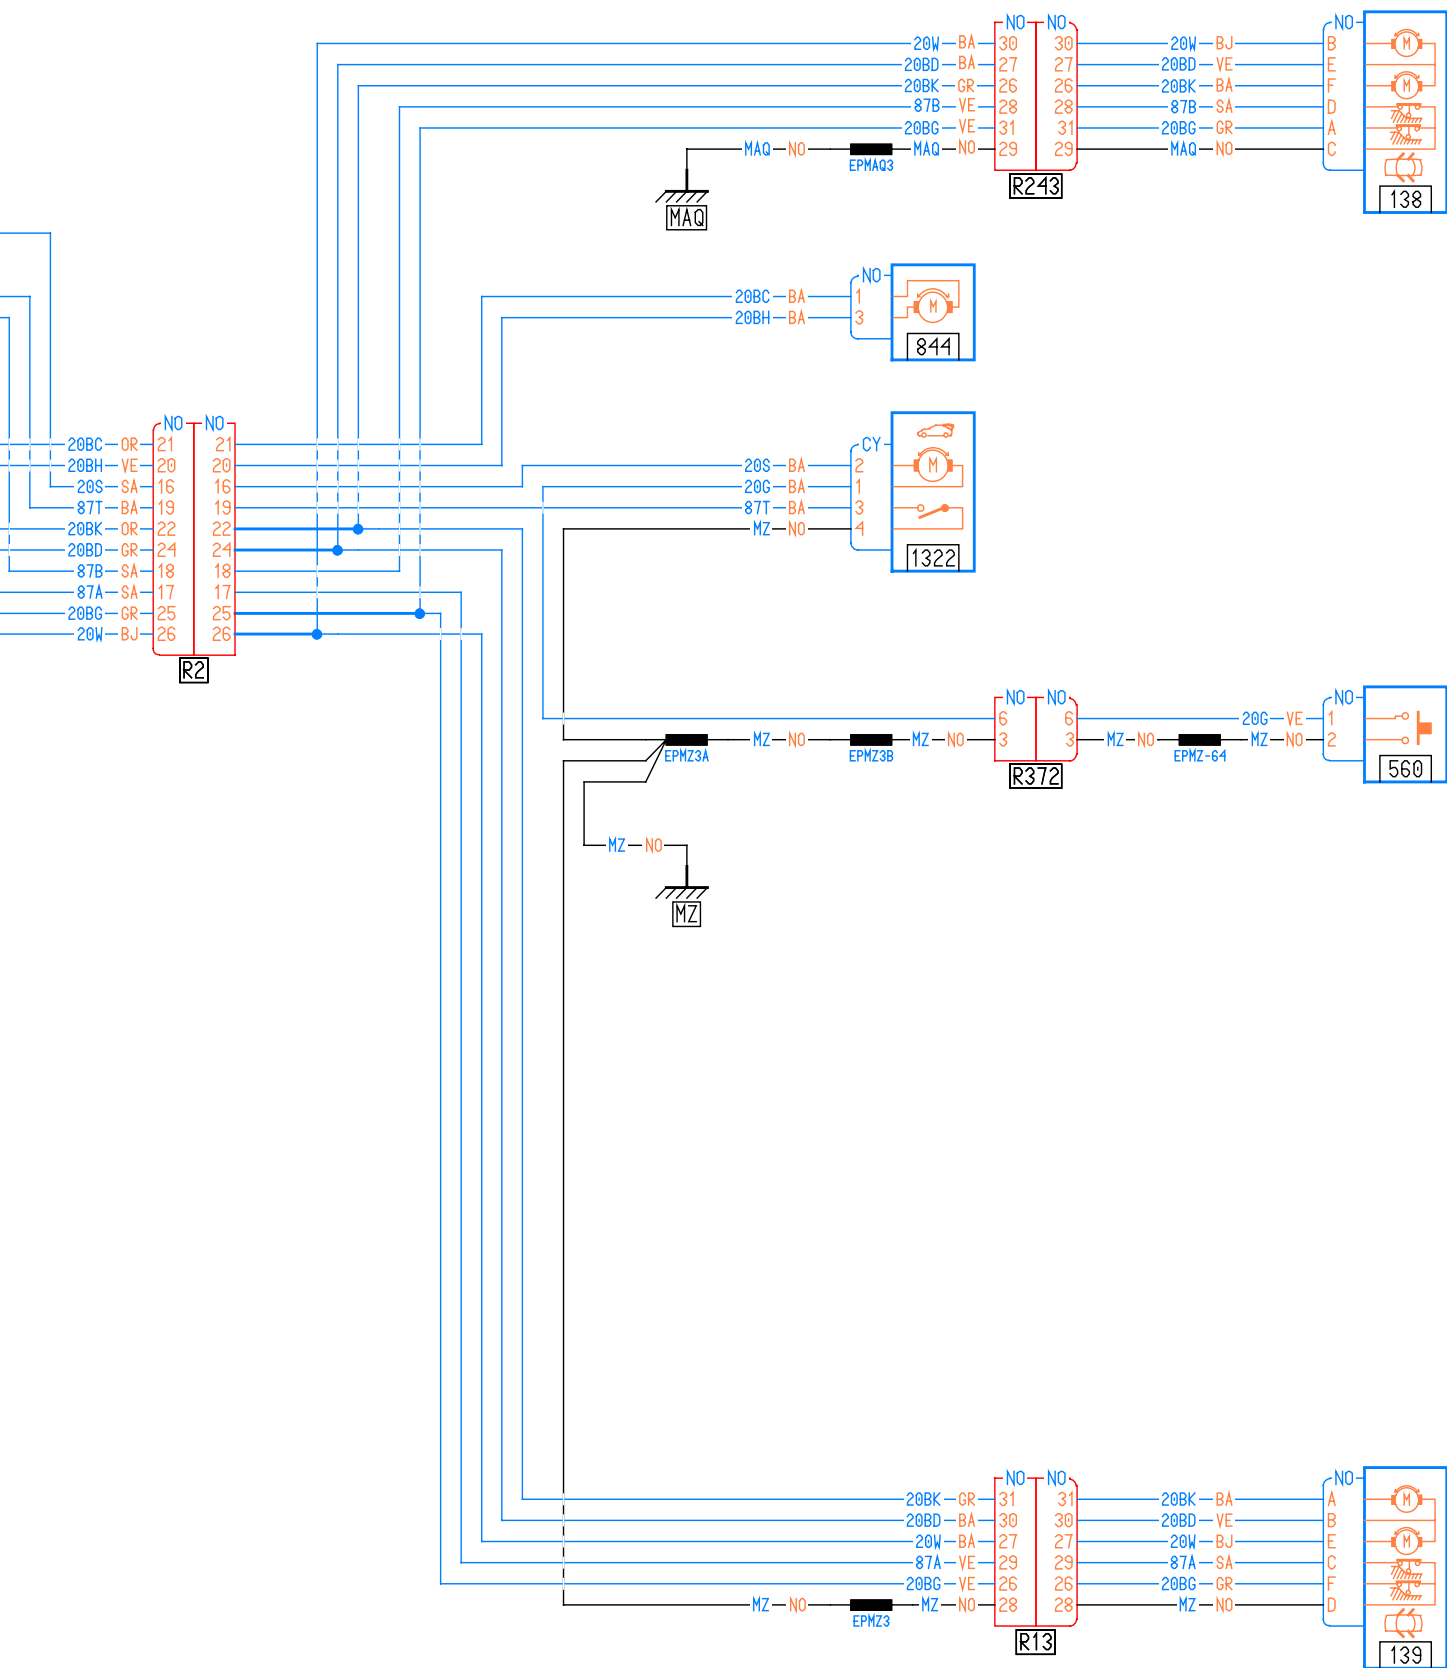 NO NO NO
20W BA 30 30 20W BJ B M
20BD BA 27 27 20BD VE E
20BK GR 26 26 20BK BA F M
87B VE 28 28 87B SA D
20BG VE 31 31 20BG GR A
MAQ NO MAQ NO 29 29 MAQ NO C
EPMAQ3
R243 138
MAQ
NO
20BC BA 1 M
20BH BA 3
844
NO NO CY
20BC OR 21 21
20BH VE 20 20 20S BA 2 M
20S SA 16 16 20G BA 1
87T BA 19 19 87T BA 3
20BK OR 22 22 MZ NO 4
20BD GR 24 24
1322
87B SA 18 18
87A SA 17 17
20BG GR 25 25
20W BJ 26 26
R2
NO NO NO
6 6 20G VE 1
MZ NO MZ NO 3 3 MZ NO MZ NO 2
EPMZ3A EPMZ3B EPMZ-64
R372 560
MZ NO
MZ
NO NO NO
20BK GR 31 31 20BK BA A M
20BD BA 30 30 20BD VE B
20W BA 27 27 20W BJ E M
87A VE 29 29 87A SA C
20BG VE 26 26 20BG GR F
MZ NO MZ NO 28 28 MZ NO D
EPMZ3
R13 139